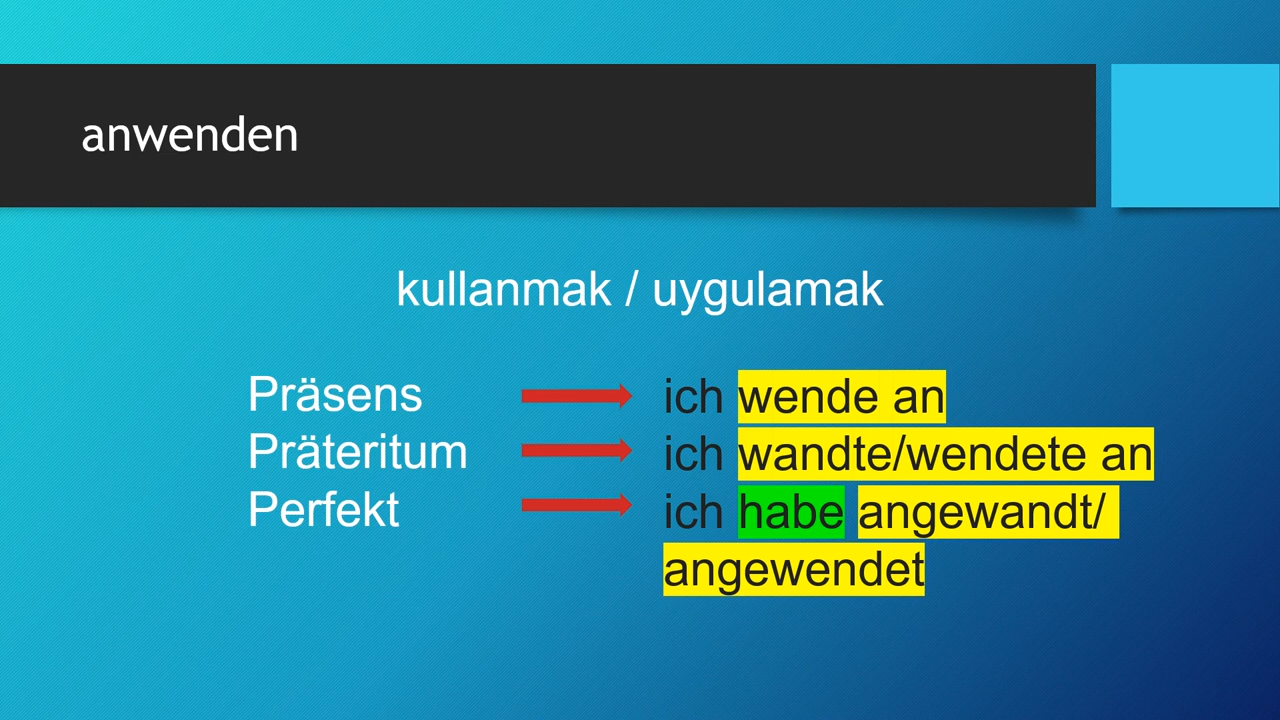 anwenden
kullanmak / uygulamak
Präsens ich wende an
Präteritum ich wandte/wendete an
Perfekt ich habe angewandt/
angewendet